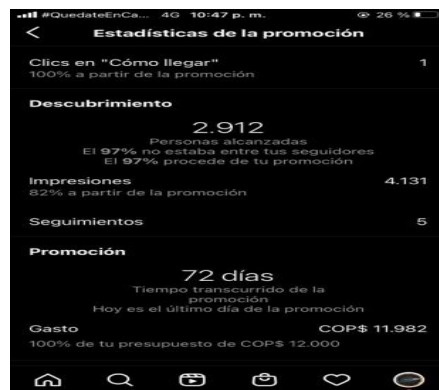 #QuedateEnCa... 4G 10:47 p. m. 26 %
Estadísticas de la promoción
Clics en "Cómo llegar" 1
100% a partir de la promoción
Descubrimiento
2.912
Personas alcanzadas
El 97% no estaba entre tus seguidores
El 97% procede de tu promoción
Impresiones 4.131
82% a partir de la promoción
Seguimientos 5
Promoción
72 días
Tiempo transcurrido de la
promoción
Hoy es el último día de la promoción
Gasto COP$ 11.982
100% de tu presupuesto de COP$ 12.000